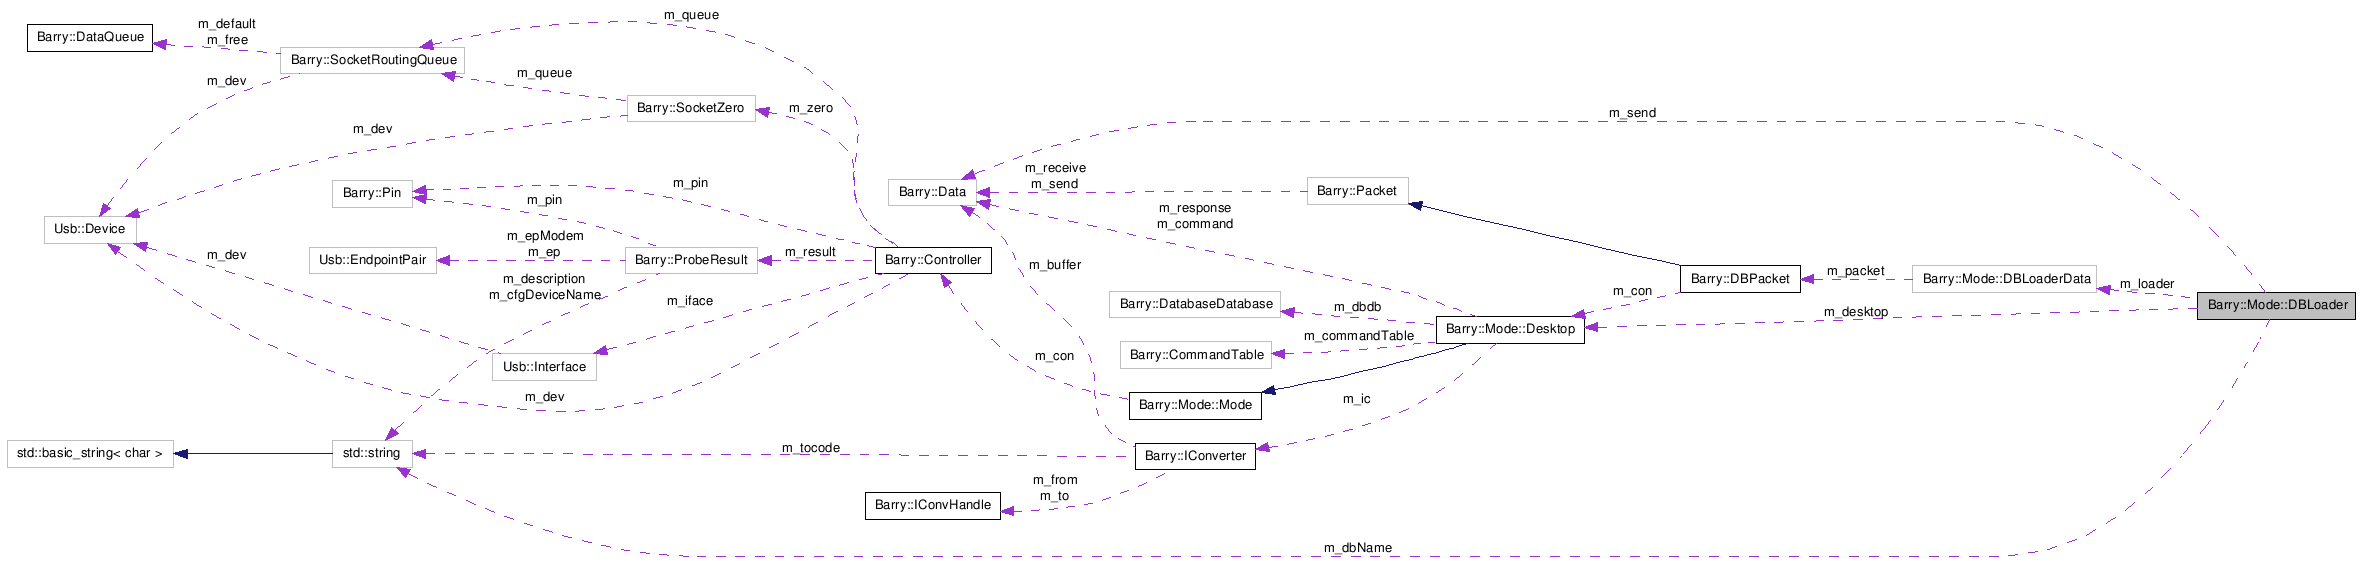 m_queue
m_default
m_free
Barry::DataQueue
Barry::SocketRoutingQueue
m_queue
m_dev
Barry::SocketZero
m_zero
m_send
m_dev
m_receive
m_send
m_pin
Barry::Pin
Barry::Data
Barry::Packet
m_pin
m_response
m_command
Usb::Device
m_epModem
m_ep
m_dev
Usb::EndpointPair
Barry::ProbeResult
m_result
Barry::Controller
m_buffer
m_description
m_cfgDeviceName
m_iface
Barry::DBPacket
m_packet
Barry::Mode::DBLoaderData
m_loader
m_con
Barry::DatabaseDatabase
m_dbdb
Barry::Mode::DBLoader
m_desktop
Barry::Mode::Desktop
m_commandTable
Barry::CommandTable
m_con
Usb::Interface
m_dev
Barry::Mode::Mode
m_ic
std::basic_string< char >
std::string
m_tocode
Barry::IConverter
m_from
m_to
Barry::IConvHandle
m_dbName